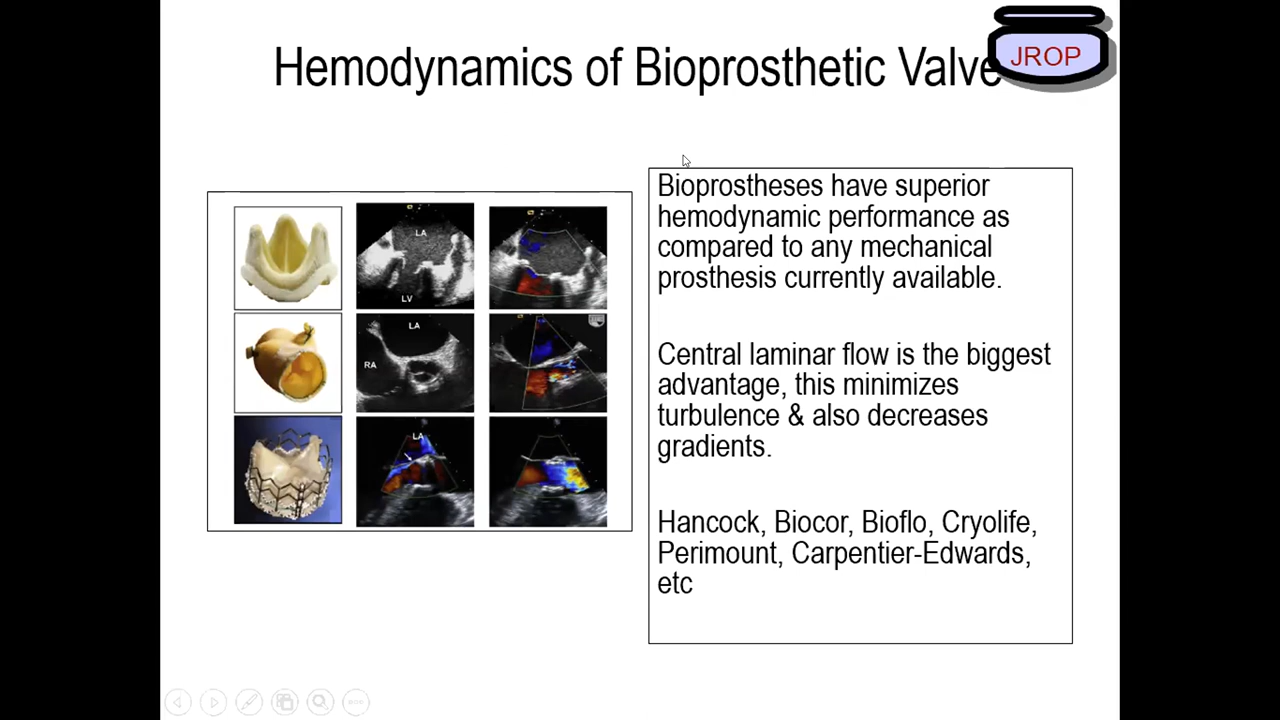 JROP
Hemodynamics of Bioprosthetic Valve
LA
LV
LA
RA
LA
Bioprostheses have superior
hemodynamic performance as
compared to any mechanical
prosthesis currently available.
Central laminar flow is the biggest
advantage, this minimizes
turbulence & also decreases
gradients.
Hancock, Biocor, Bioflo, Cryolife,
Perimount, Carpentier-Edwards,
etc